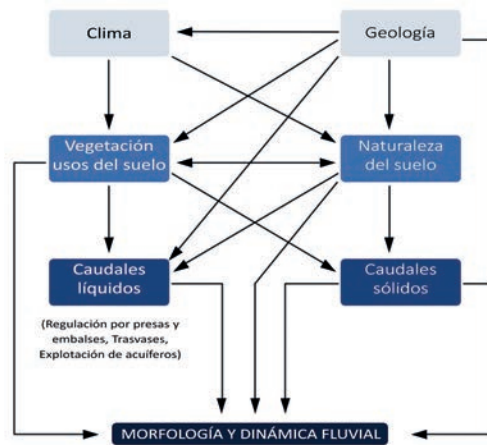 Clima
Geología
Vegetación
usos del suelo
Naturaleza
del suelo
Caudales
líquidos
Caudales
sólidos
(Regulación por presas y
embalses, Trasvases,
Explotación de acuíferos)
MORFOLOGÍA Y DINÁMICA FLUVIAL